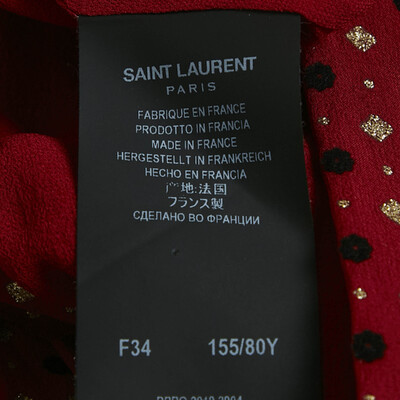 SAINT LAURENT
PARIS
FABRIQUE EN FRANCE
PRODOTTO IN FRANCIA
MADE IN FRANCE
HERGESTELLT IN FRANKREICH
HECHO EN FRANCIA
地:法国
フランス製
СДЕЛАНО ВО ФРАНЦИИ
F34 155/80Y